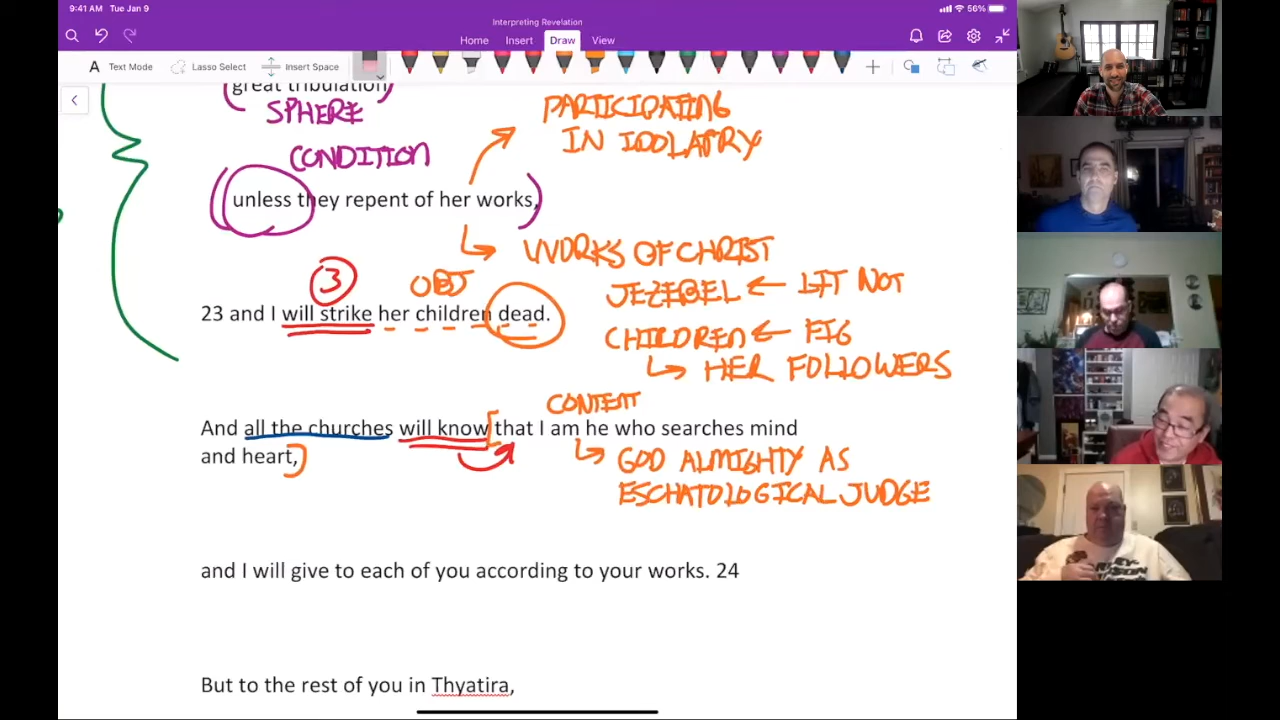 9:41 AM Tue Jan 9
56%
Interpreting Revelation
Home Insert Draw View
A Text Mode Lasso Select Insert Space
great tribulation)
SPHERE
PARTICIPATING
IN IDOLATRY
CONDITION
(unless they repent of her works,)
WORKS OF CHRIST
3
OBJ
JEZEBEL ← LIT NOT
23 and I will strike her children dead.
CHILDREN ← FIG
HER FOLLOWERS
CONTENT
And all the churches will know [that I am he who searches mind
and heart,]
GOD ALMIGHTY AS
ESCHATOLOGICAL JUDGE
and I will give to each of you according to your works. 24
But to the rest of you in Thyatira,